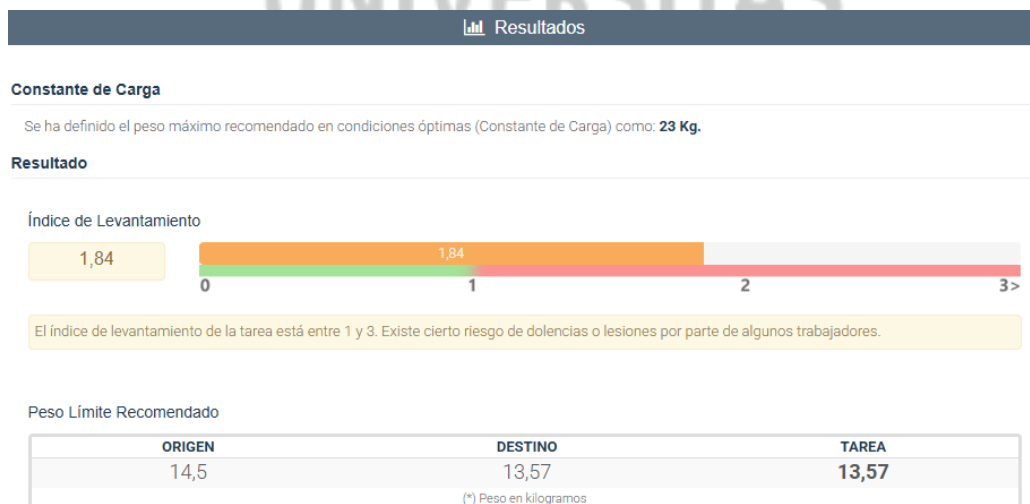 UNIVERSITAS
Resultados
Constante de Carga
Se ha definido el peso máximo recomendado en condiciones óptimas (Constante de Carga) como: 23 Kg.
Resultado
Índice de Levantamiento
1,84
1,84
0 1 2 3>
El índice de levantamiento de la tarea está entre 1 y 3. Existe cierto riesgo de dolencias o lesiones por parte de algunos trabajadores.
Peso Límite Recomendado
ORIGEN DESTINO TAREA
14,5 13,57 13,57
(*) Peso en kilogramos